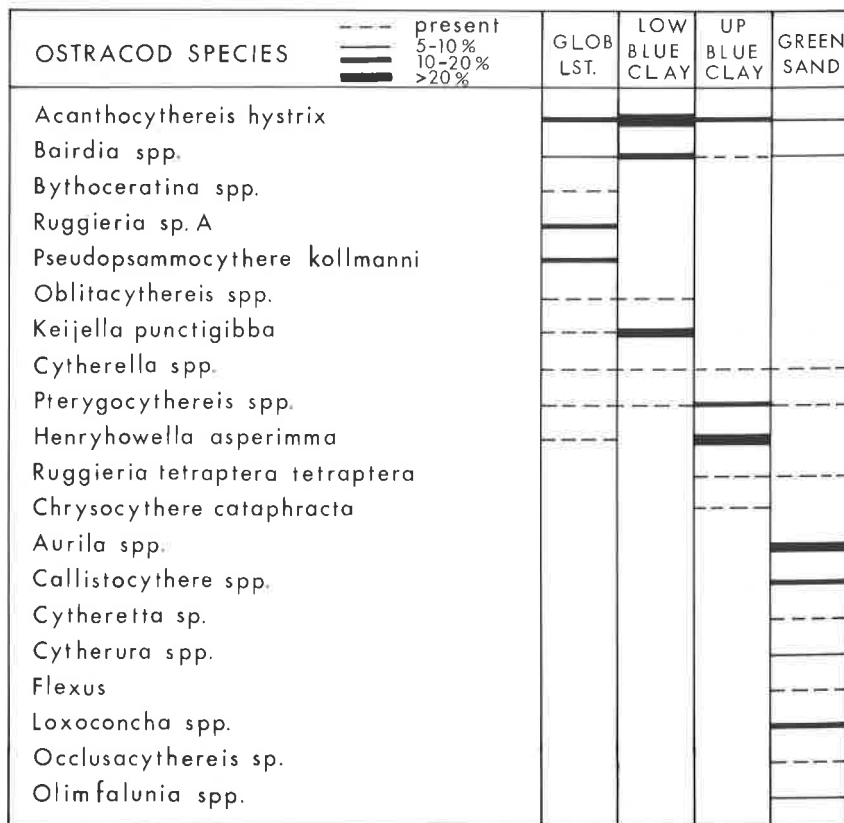 OSTRACOD SPECIES
present
5-10%
10-20%
>20%
GLOB LST.
LOW BLUE CLAY
UP BLUE CLAY
GREEN SAND
Acanthocythereis hystrix
Bairdia spp.
Bythoceratina spp.
Ruggieria sp. A
Pseudopsammocythere kollmanni
Oblitacythereis spp.
Keijella punctigibba
Cytherella spp.
Pterygocythereis spp.
Henryhowella asperimma
Ruggieria tetraptera tetraptera
Chrysocythere cataphracta
Aurila spp.
Callistocythere spp.
Cytheretta sp.
Cytherura spp.
Flexus
Loxoconcha spp.
Occlusacythereis sp.
Olimfalunia spp.